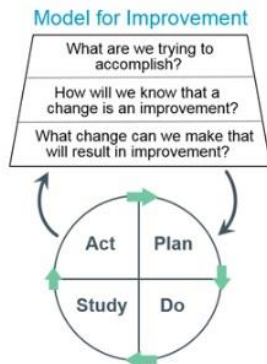 Model for Improvement
What are we trying to
accomplish?
How will we know that a
change is an improvement?
What change can we make that
will result in improvement?
Act
Plan
Study
Do